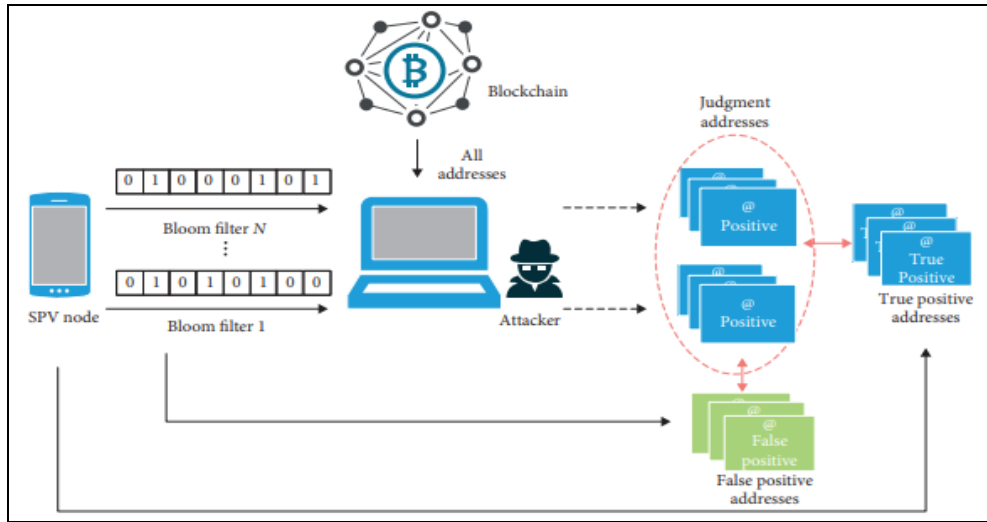 Blockchain
All
addresses
Judgment
addresses
0 1 0 0 0 1 0 1
Bloom filter N
⋮
0 1 0 1 0 1 0 0
Bloom filter 1
SPV node
Attacker
@
Positive
@
Positive
@
True
Positive
True positive
addresses
@
@
False
positive
False positive
addresses